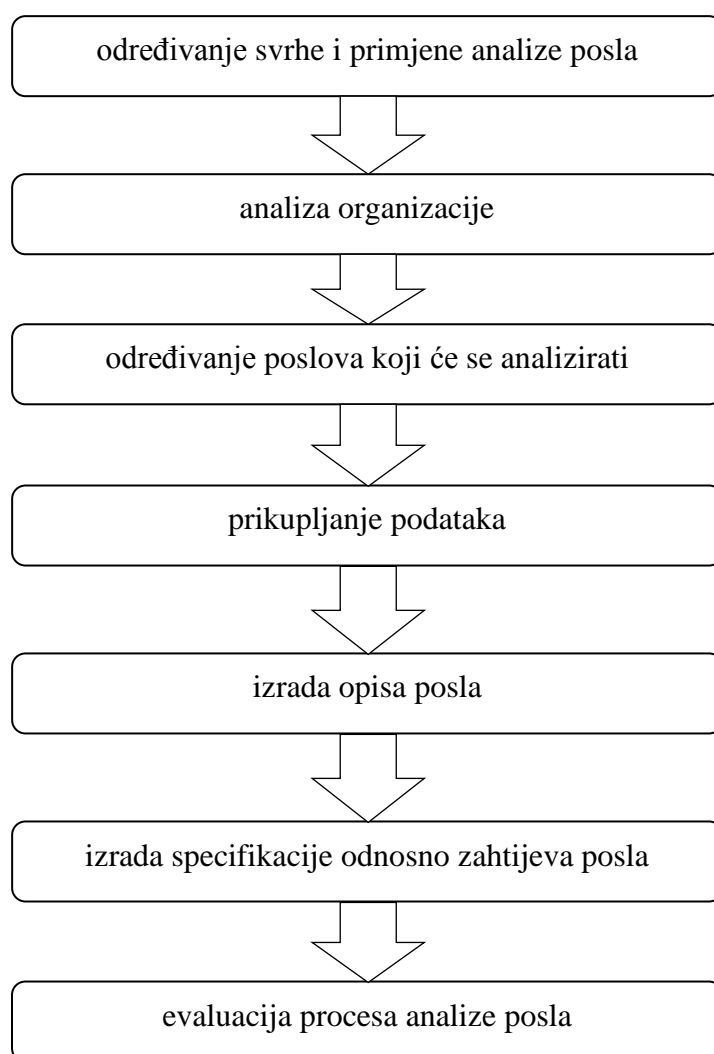 određivanje svrhe i primjene analize posla
analiza organizacije
određivanje poslova koji će se analizirati
prikupljanje podataka
izrada opisa posla
izrada specifikacije odnosno zahtijeva posla
evaluacija procesa analize posla